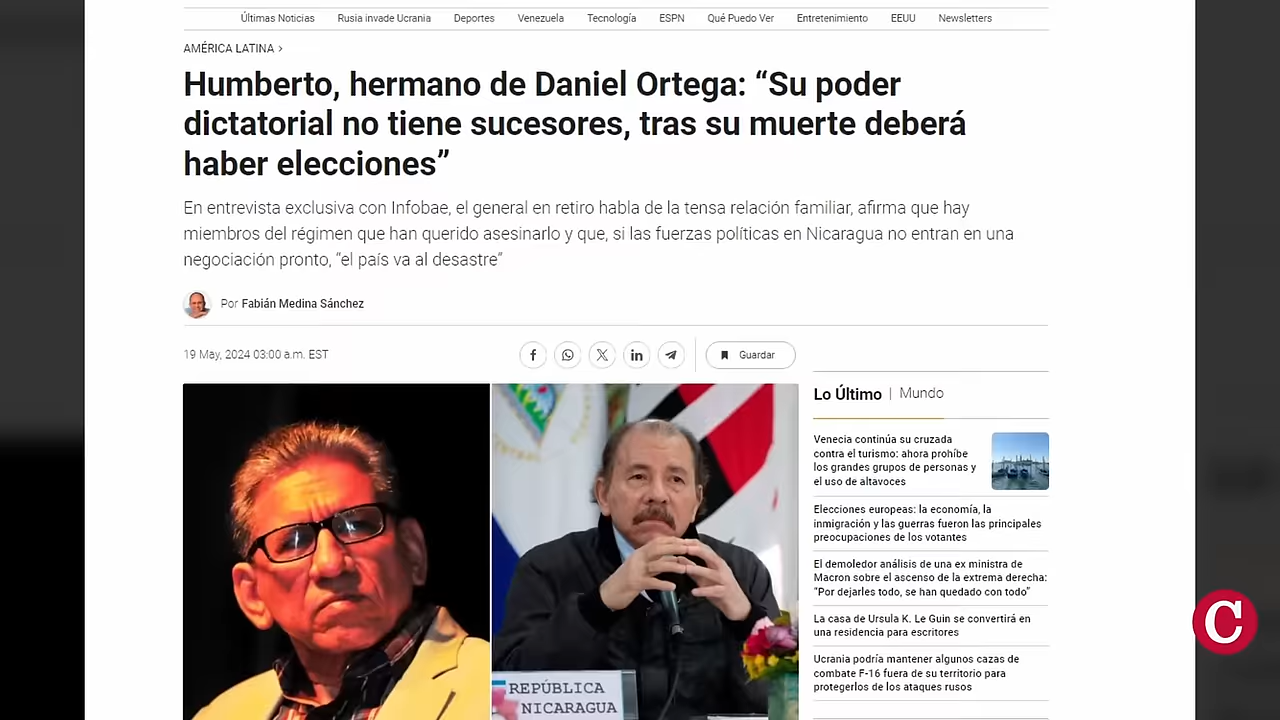 Últimas Noticias
Rusia invade Ucrania
Deportes
Venezuela
Tecnología
ESPN
Qué Puedo Ver
Entretenimiento
EEUU
Newsletters
AMÉRICA LATINA >
Humberto, hermano de Daniel Ortega: “Su poder
dictatorial no tiene sucesores, tras su muerte deberá
haber elecciones”
En entrevista exclusiva con Infobae, el general en retiro habla de la tensa relación familiar, afirma que hay
miembros del régimen que han querido asesinarlo y que, si las fuerzas políticas en Nicaragua no entran en una
negociación pronto, “el país va al desastre”
Por Fabián Medina Sánchez
19 May, 2024 03:00 a.m. EST
Guardar
Lo Último | Mundo
Venecia continúa su cruzada
contra el turismo: ahora prohíbe
los grandes grupos de personas y
el uso de altavoces
Elecciones europeas: la economía, la
inmigración y las guerras fueron las principales
preocupaciones de los votantes
El demoledor análisis de una ex ministra de
Macron sobre el ascenso de la extrema derecha:
“Por dejarles todo, se han quedado con todo”
La casa de Ursula K. Le Guin se convertirá en
una residencia para escritores
Ucrania podría mantener algunos cazas de
combate F-16 fuera de su territorio para
protegerlos de los ataques rusos
REPÚBLICA
NICARAGUA
C